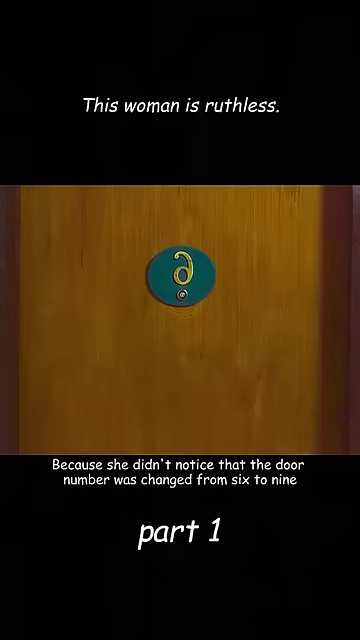 This woman is ruthless.
6
Because she didn't notice that the door
number was changed from six to nine
part 1